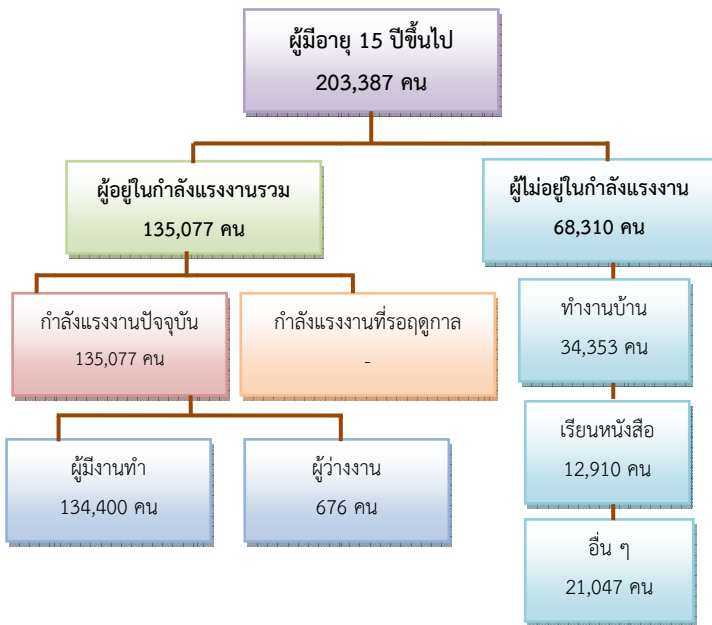 ผู้มีอายุ 15 ปีขึ้นไป
203,387 คน
ผู้อยู่ในกำลังแรงงานรวม
135,077 คน
ผู้ไม่อยู่ในกำลังแรงงาน
68,310 คน
กำลังแรงงานปัจจุบัน
135,077 คน
กำลังแรงงานที่รอฤดูกาล
-
ทำงานบ้าน
34,353 คน
ผู้มีงานทำ
134,400 คน
ผู้ว่างงาน
676 คน
เรียนหนังสือ
12,910 คน
อื่น ๆ
21,047 คน